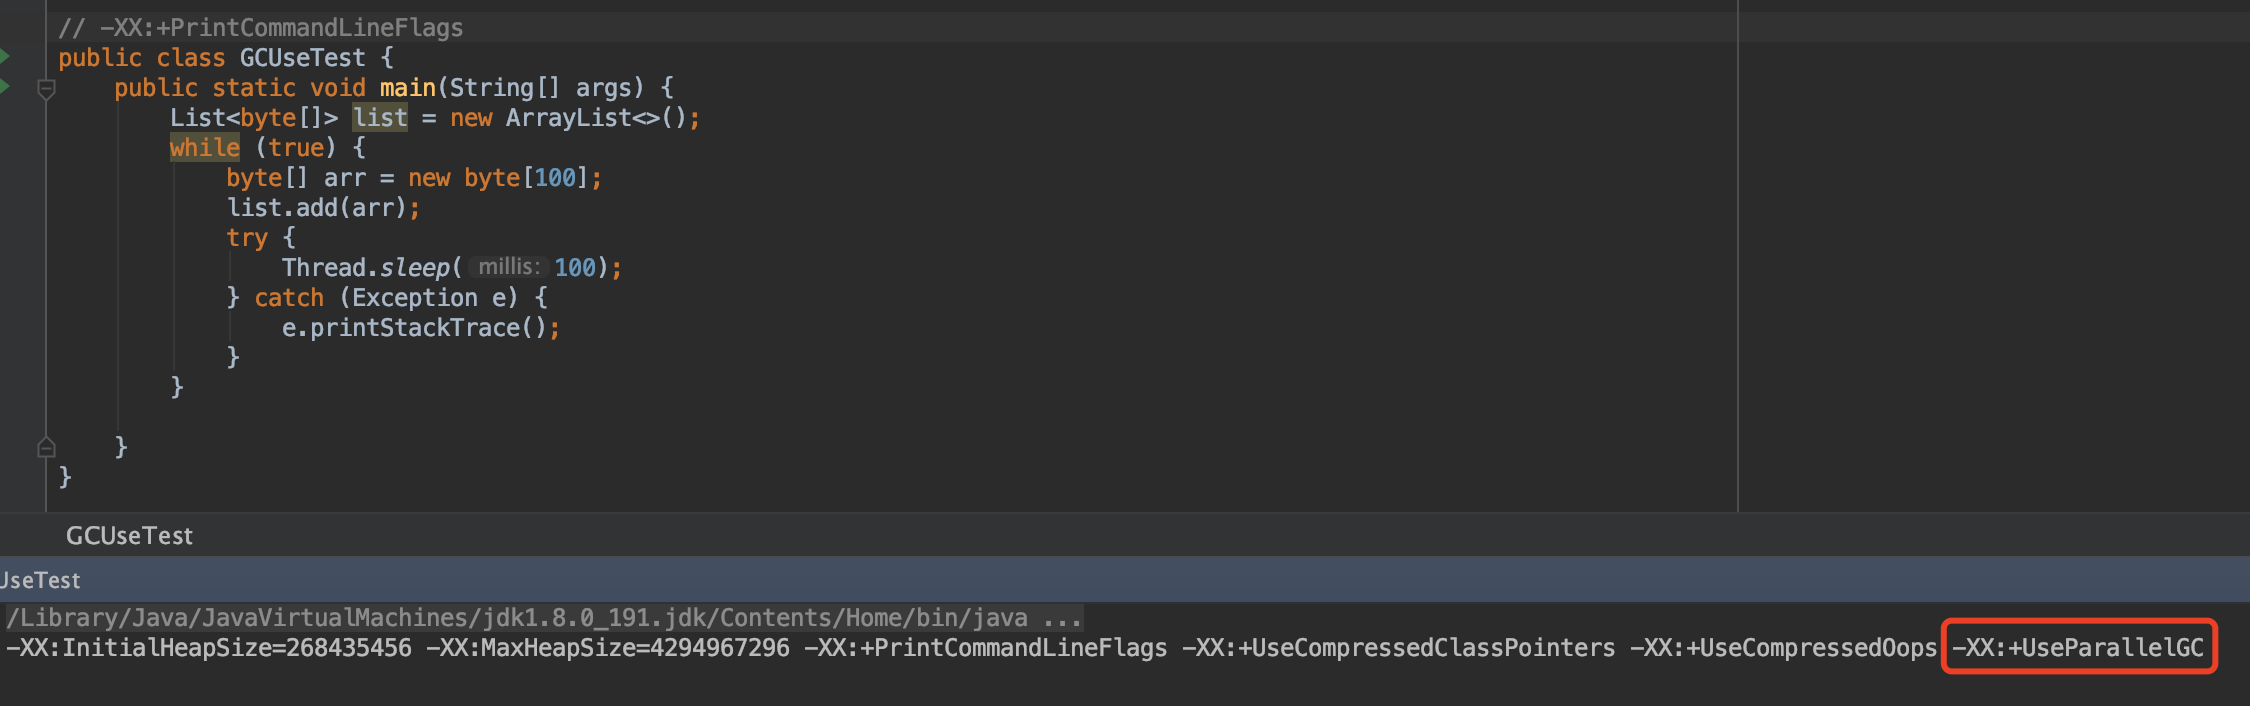 // -XX:+PrintCommandLineFlags
public class GCUseTest {
    public static void main(String[] args) {
        List<byte[]> list = new ArrayList<>();
        while (true) {
            byte[] arr = new byte[100];
            list.add(arr);
            try {
                Thread.sleep( millis: 100);
            } catch (Exception e) {
                e.printStackTrace();
            }
        }
    }
}
GCUseTest
UseTest
/Library/Java/JavaVirtualMachines/jdk1.8.0_191.jdk/Contents/Home/bin/java ...
-XX:InitialHeapSize=268435456 -XX:MaxHeapSize=4294967296 -XX:+PrintCommandLineFlags -XX:+UseCompressedClassPointers -XX:+UseCompressedOops -XX:+UseParallelGC